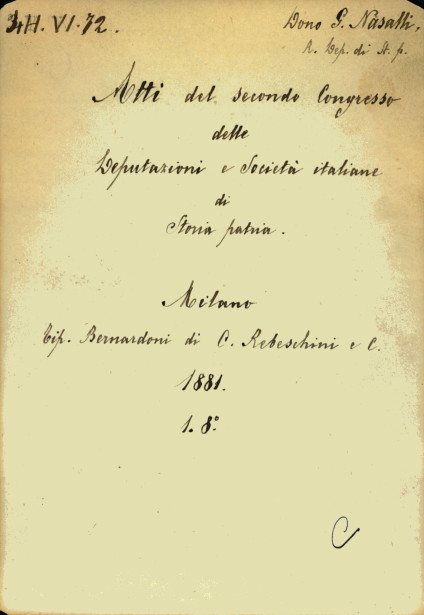 4H. VI. 72.
Dono G. Nasalli,
R. Dep. di St. p.
Atti del secondo Congresso
delle
Deputazioni e Società italiane
di
Storia patria.
Milano
Tip. Bernardoni di C. Rebeschini e C.
1881.
1. 8°
C